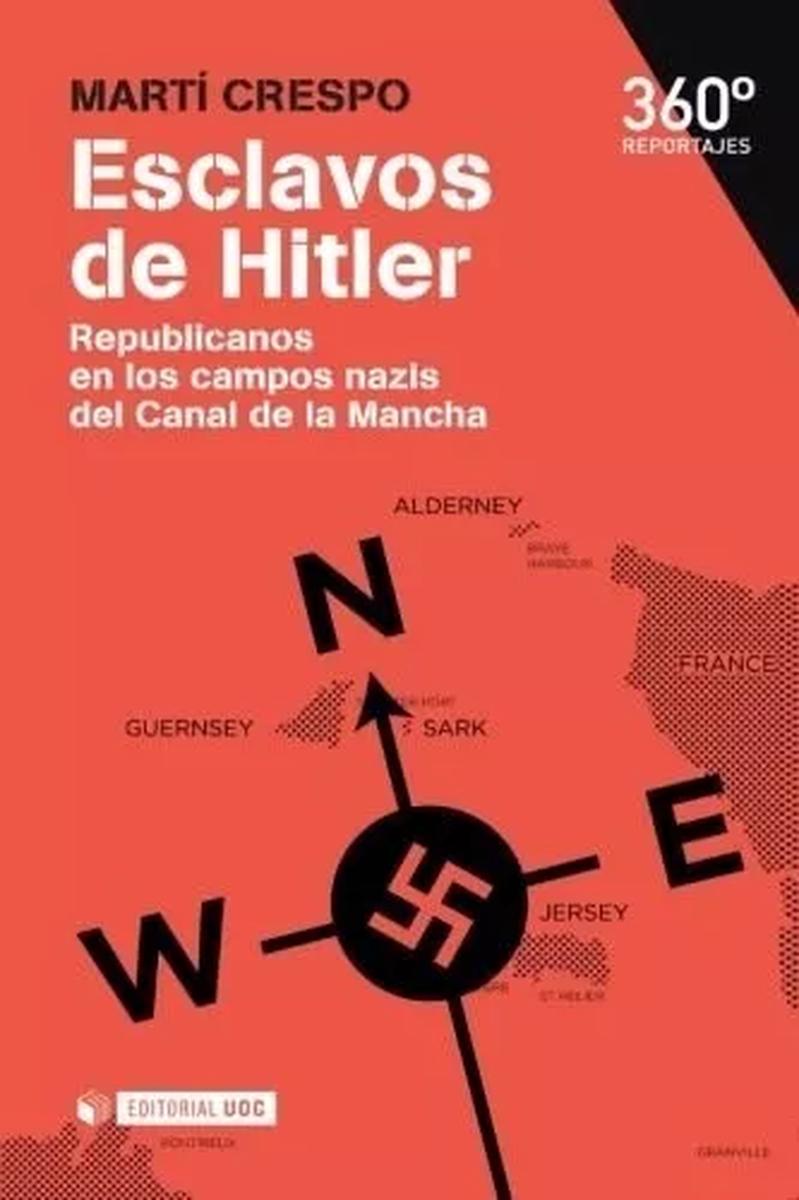 MARTÍ CRESPO
360º
REPORTAJES
Esclavos
de Hitler
Republicanos
en los campos nazis
del Canal de la Mancha
ALDERNEY
BRAYE
HARBOUR
N
FRANCE
GUERNSEY
SARK
E
W
JERSEY
ST HELIER
EDITORIAL UOC
PONTRIEUX
GRANVILLE